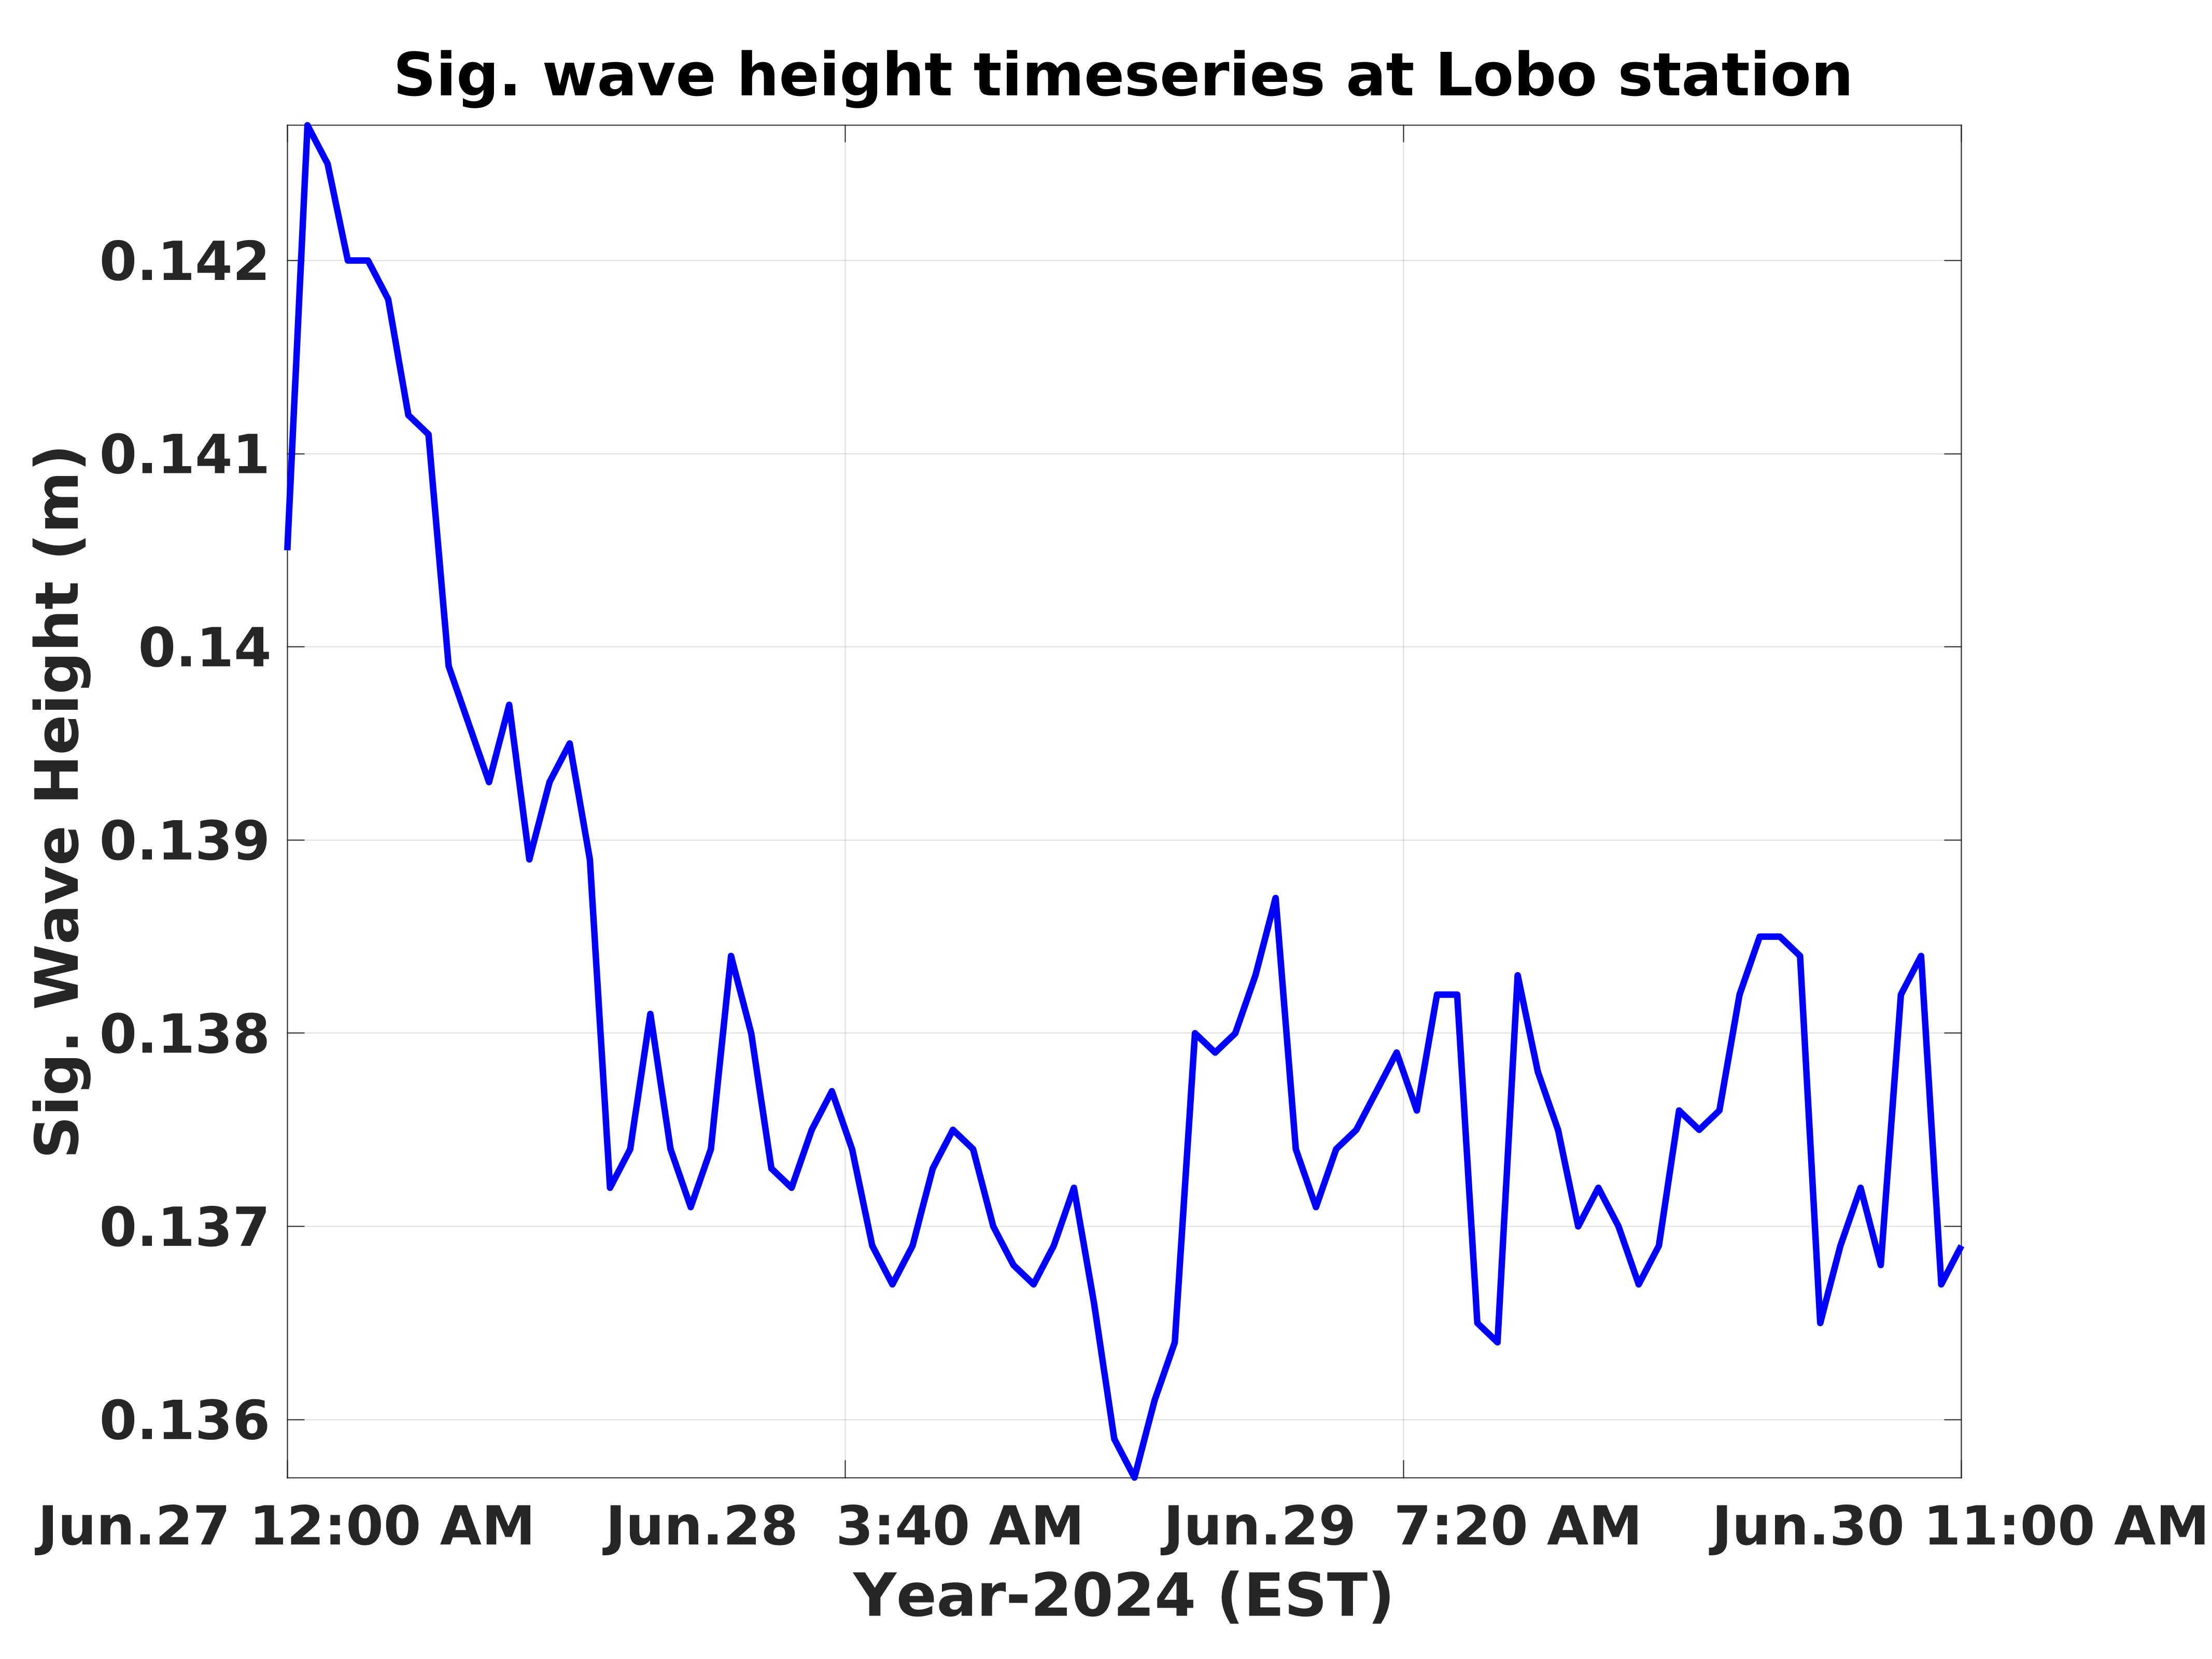 Sig. wave height timeseries at Lobo station
Sig. Wave Height (m)
0.142
0.141
0.14
0.139
0.138
0.137
0.136
Jun.27 12:00 AM Jun.28 3:40 AM Jun.29 7:20 AM Jun.30 11:00 AM
Year-2024 (EST)